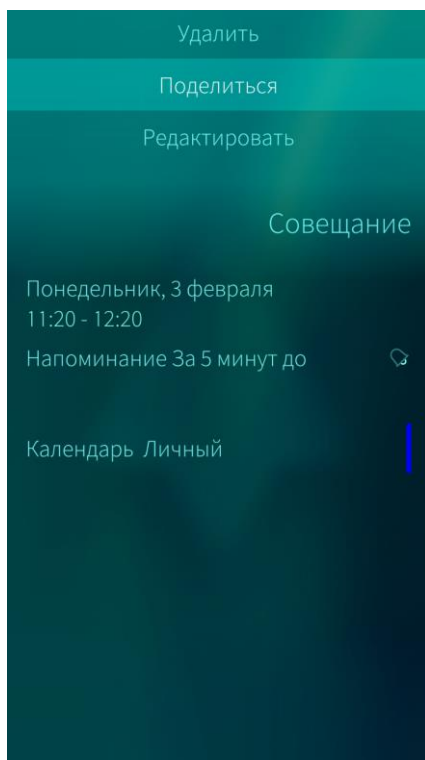 Удалить
Поделиться
Редактировать
Совещание
Понедельник, 3 февраля
11:20 - 12:20
Напоминание За 5 минут до
Календарь Личный